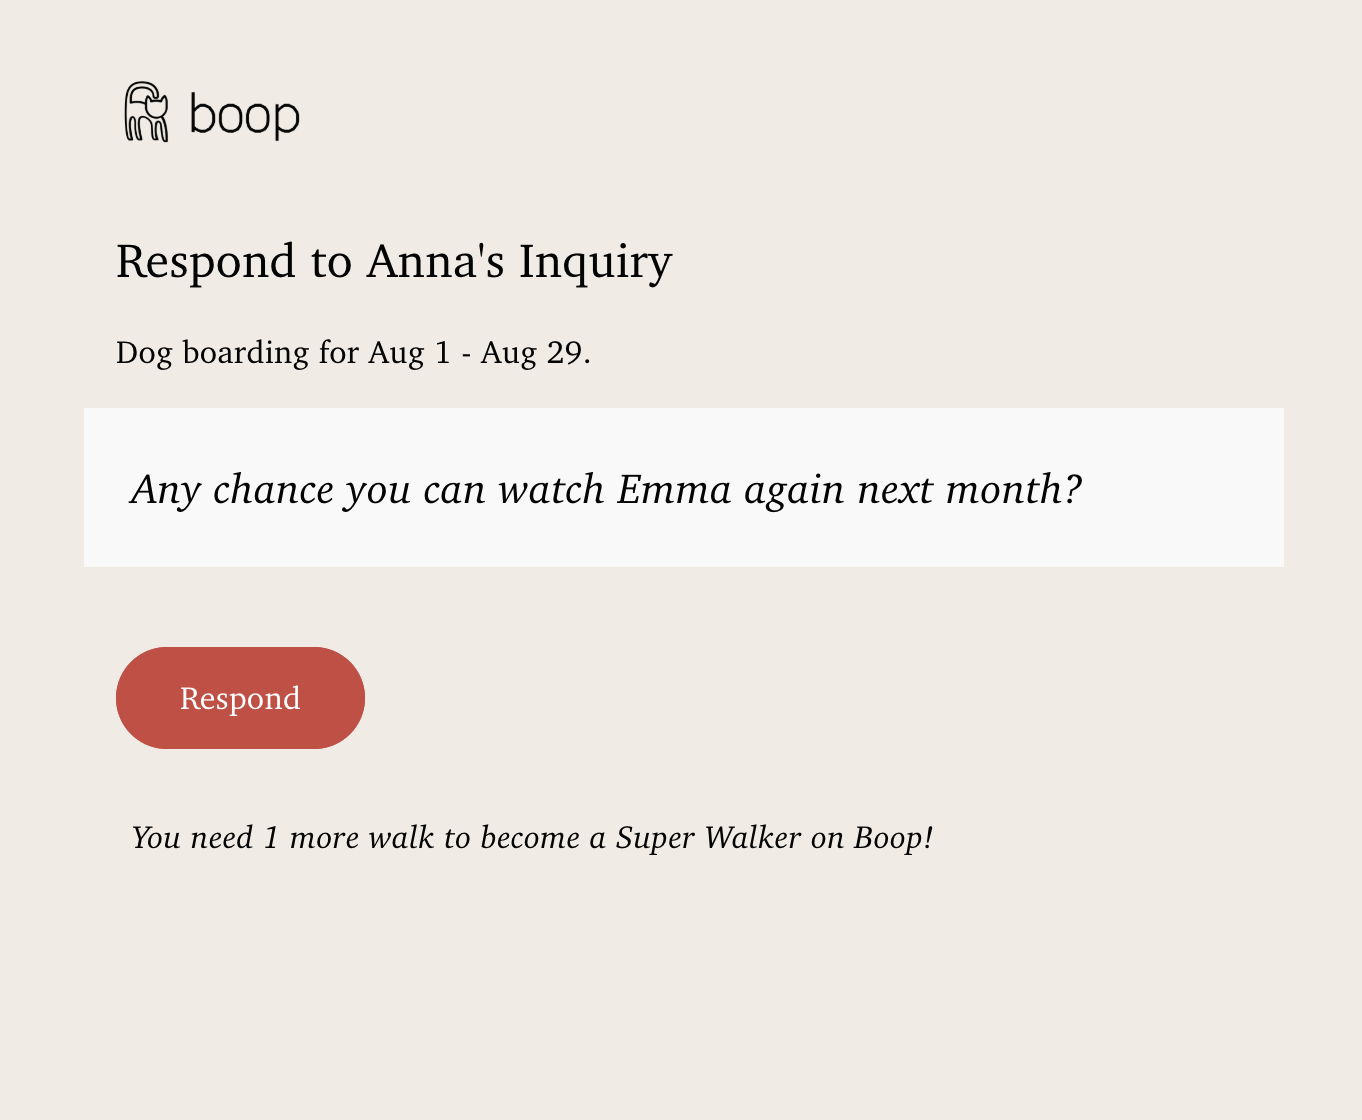 boop
Respond to Anna's Inquiry
Dog boarding for Aug 1 - Aug 29.
Any chance you can watch Emma again next month?
Respond
You need 1 more walk to become a Super Walker on Boop!